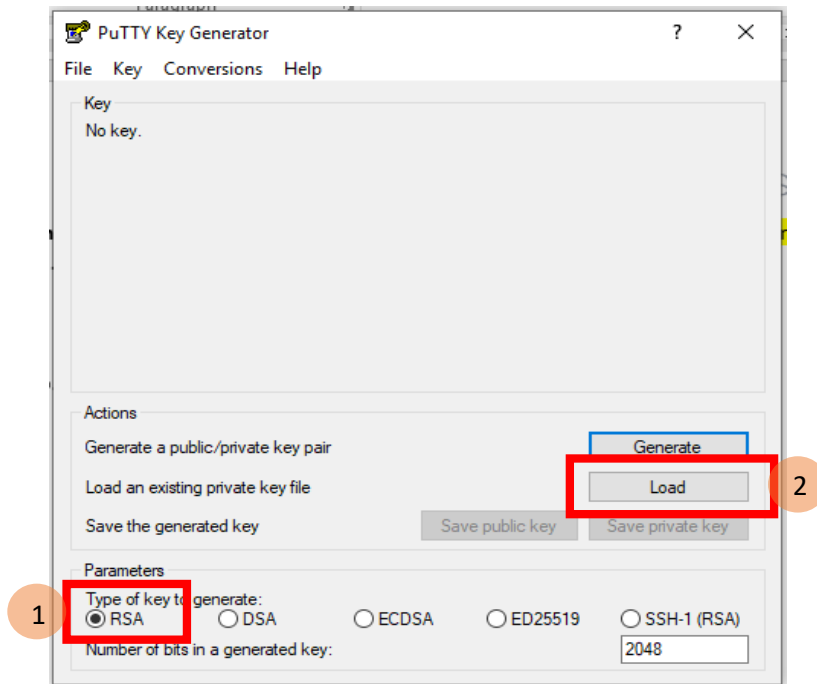 PuTTY Key Generator ? ×
File Key Conversions Help
Key
No key.
Actions
Generate a public/private key pair Generate
Load an existing private key file Load
2
Save the generated key Save public key Save private key
Parameters
Type of key to generate:
1
RSA DSA ECDSA ED25519 SSH-1 (RSA)
Number of bits in a generated key: 2048